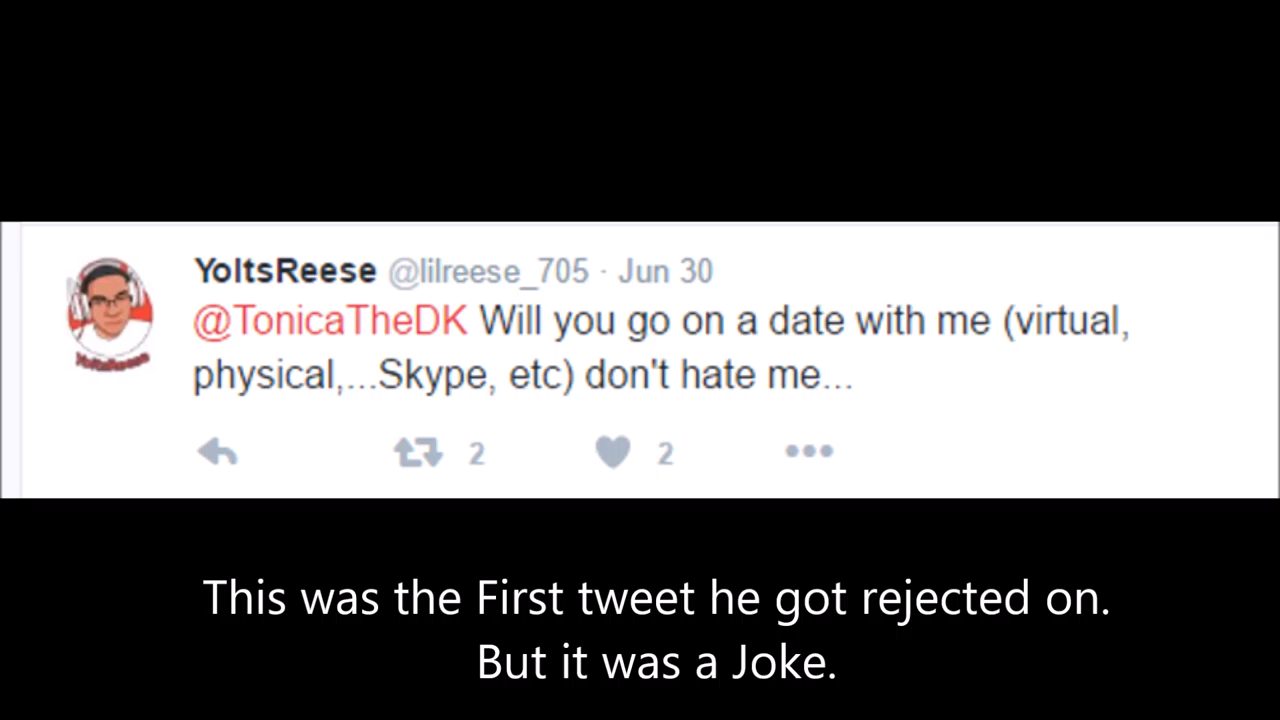 YoItsReese @lilreese_705 · Jun 30
@TonicaTheDK Will you go on a date with me (virtual,
physical,...Skype, etc) don't hate me...
2 2
YoItsReese
This was the First tweet he got rejected on.
But it was a Joke.